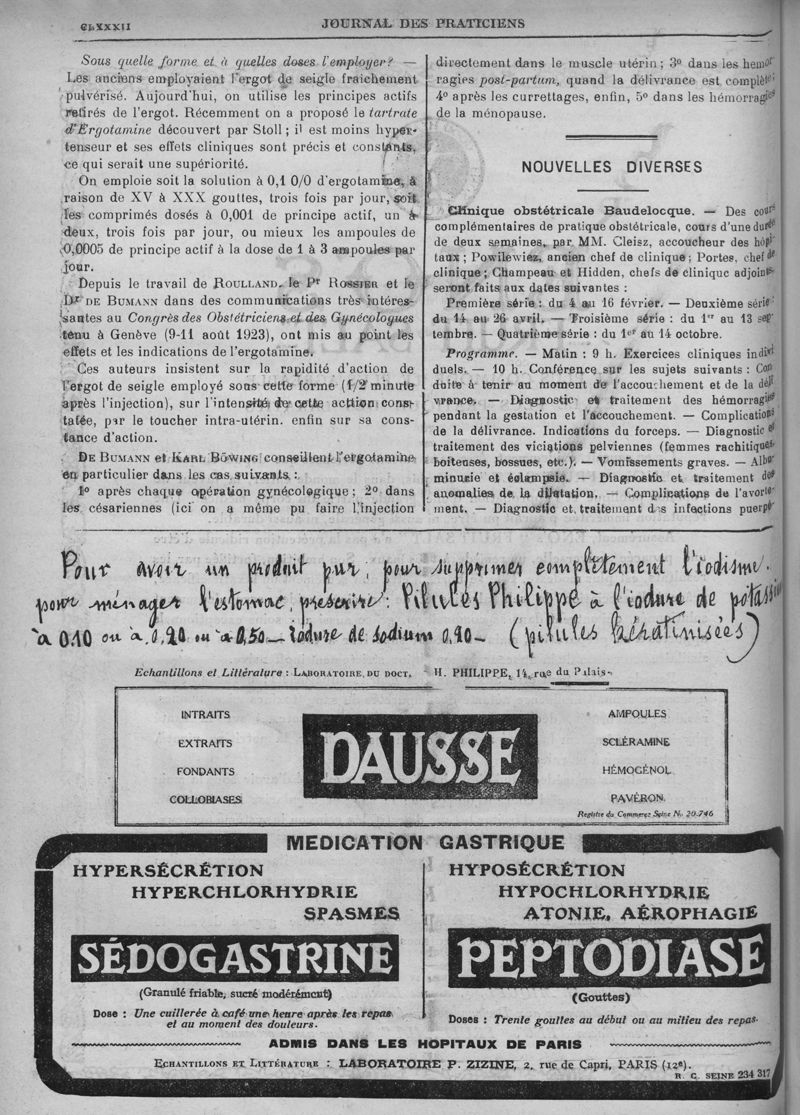 JOURNAL DES PRATICIENS
Sous quelle forme et à quelles doses l'employer? —
Les anciens employaient l'ergot de seigle fraichement
pulvérisé. Aujourd'hui, on utilise les principes actifs
retirés de l'ergot. Récemment on a proposé le tartrate
d'Ergotamine découvert par Stoll; il est moins hyper-
tenseur et ses effets cliniques sont précis et constants,
ce qui serait une supériorité.
On emploie soit la solution à 0,1 0/0 d'ergotamine, à
raison de XV à XXX gouttes, trois fois par jour, soit
les comprimés dosés à 0,001 de principe actif, un à
deux, trois fois par jour, ou mieux les ampoules de
0,0005 de principe actif à la dose de 1 à 3 ampoules par
jour.
Depuis le travail de ROULLAND, le Pr ROSSIER et le
Dr DE BUMANN dans des communications très intéres-
santes au Congrès des Obstétriciens et des Gynécologues
tenu à Genève (9-11 août 1923), ont mis au point les
effets et les indications de l'ergotamine.
Ces auteurs insistent sur la rapidité d'action de
l'ergot de seigle employé sous cette forme (1/2 minute
après l'injection), sur l'intensité de cette acttion cons-
tatée, par le toucher intra-utérin, enfin sur sa cons-
tance d'action.
DE BUMANN et KARL BÖWING conseillent l'ergotamine
en particulier dans les cas suivants :
1º après chaque opération gynécologique; 2º dans
les césariennes (ici on a même pu faire l'injection
directement dans le muscle utérin; 3º dans les hémor
ragies post-partum, quand la délivrance est complète
4º après les currettages, enfin, 5º dans les hémorragies
de la ménopause.
NOUVELLES DIVERSES
Clinique obstétricale Baudelocque. — Des cours
complémentaires de pratique obstétricale, cours d'une durée
de deux semaines, par MM. Cleisz, accoucheur des hôpi
taux; Powilewiez, ancien chef de clinique; Portes, chef de
clinique; Champeau et Hidden, chefs de clinique adjoints
seront faits aux dates suivantes :
Première série : du 4 au 16 février. — Deuxième série :
du 14 au 26 avril. — Troisième série : du 1er au 13 sep
tembre. — Quatrième série : du 1er au 14 octobre.
Programme. — Matin : 9 h. Exercices cliniques indivi
duels. — 10 h. Conférence sur les sujets suivants : Con
duite à tenir au moment de l'accouchement et de la déli
vrance. — Diagnostic et traitement des hémorragies
pendant la gestation et l'accouchement. — Complications
de la délivrance. Indications du forceps. — Diagnostic et
traitement des viciations pelviennes (femmes rachitiques,
boiteuses, bossues, etc.). — Vomissements graves. — Albu
minurie et éclampsie. — Diagnostic et traitement des
anomalies de la dilatation. — Complications de l'avorte
ment. — Diagnostic et traitement des infections puerpé
Pour avoir un produit pur, pour supprimer complètement l'iodisme.
pour ménager l'estomac, prescrire : Pilules Philippe à l'iodure de potassium
à 0.10 ou à 0.20 ou à 0,50 — iodure de sodium 0,20 — (pilules kératinisées)
Echantillons et Littérature : LABORATOIRE DU DOCT. H. PHILIPPE, 14, rue du Palais
INTRAITS
EXTRAITS
FONDANTS
COLLOBIASES
DAUSSE
AMPOULES
SCLÉRAMINE
HÉMOGÉNOL
PAVÉRON
Registre du Commerce Seine No 20.746
MEDICATION GASTRIQUE
HYPERSÉCRÉTION
HYPERCHLORHYDRIE
SPASMES
SÉDOGASTRINE
(Granulé friable, sucré modérément)
Dose : Une cuillerée à café une heure après les repas
et au moment des douleurs.
HYPOSÉCRÉTION
HYPOCHLORHYDRIE
ATONIE, AÉROPHAGIE
PEPTODIASE
(Gouttes)
Doses : Trente gouttes au début ou au milieu des repas.
ADMIS DANS LES HOPITAUX DE PARIS
ECHANTILLONS ET LITTÉRATURE : LABORATOIRE P. ZIZINE, 2, rue de Capri, PARIS (12e).
R. C. SEINE 234 317